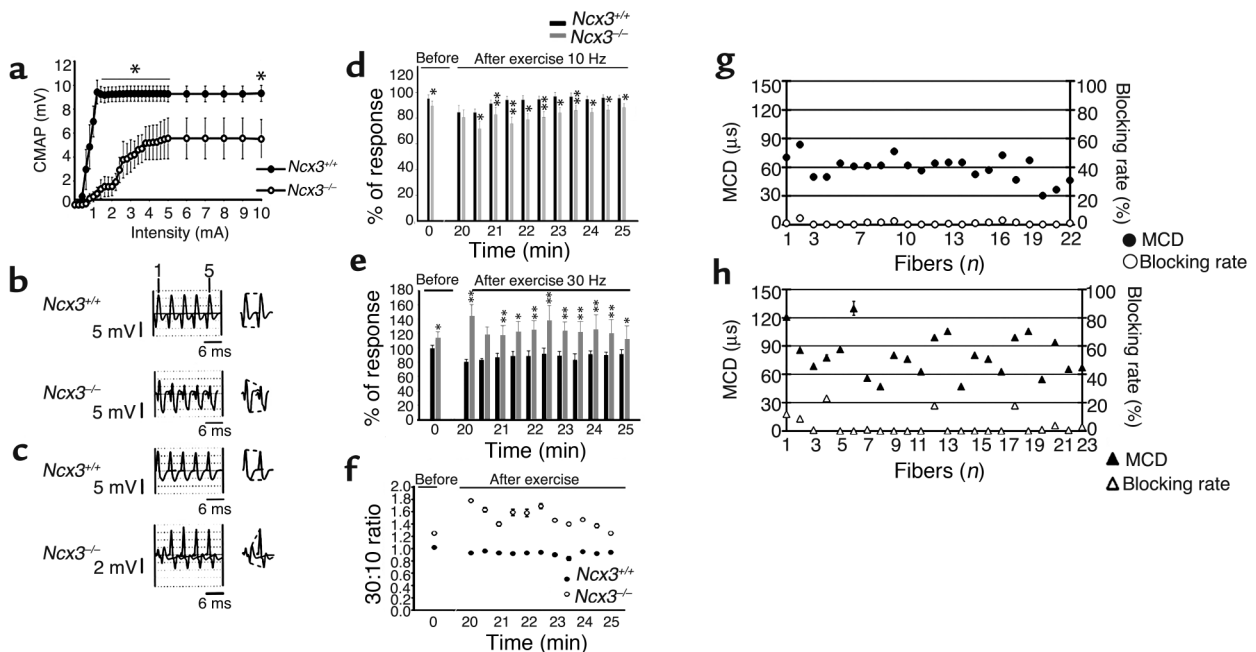 a
CMAP (mV)
12
10
8
6
4
2
0
*
*
Ncx3+/+
Ncx3–/–
1 2 3 4 5 6 7 8 9 10
Intensity (mA)
b
1 5
Ncx3+/+
5 mV
6 ms
Ncx3–/–
5 mV
6 ms
c
Ncx3+/+
5 mV
6 ms
Ncx3–/–
2 mV
6 ms
Ncx3+/+
Ncx3–/–
d
Before After exercise 10 Hz
% of response
120
100
80
60
40
20
0
* * ** ** * ** * ** * * *
0 20 21 22 23 24 25
Time (min)
e
Before After exercise 30 Hz
% of response
180
160
140
120
100
80
60
40
20
0
* ** ** * ** ** ** ** ** ** *
0 20 21 22 23 24 25
Time (min)
f
Before After exercise
30:10 ratio
2.0
1.8
1.6
1.4
1.2
1.0
0.8
0.6
0.4
0.2
0.0
Ncx3+/+
Ncx3–/–
0 20 21 22 23 24 25
Time (min)
g
MCD (µs)
150
120
90
60
30
0
100
80
60
40
20
0
Blocking rate (%)
1 3 7 10 13 16 19 22
Fibers (n)
MCD
Blocking rate
h
MCD (µs)
150
120
90
60
30
0
100
80
60
40
20
0
Blocking rate (%)
1 3 5 7 9 11 13 15 17 19 21 23
Fibers (n)
MCD
Blocking rate